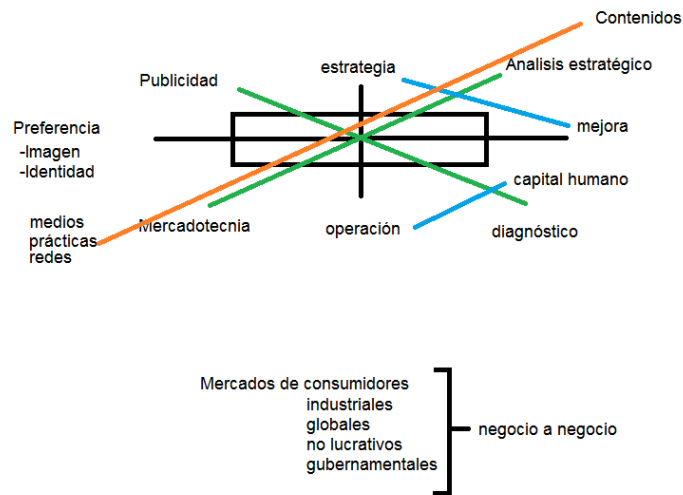 Contenidos
estrategia
Analisis estratégico
Publicidad
Preferencia
-Imagen
-Identidad
mejora
capital humano
medios
prácticas
redes
Mercadotecnia
operación
diagnóstico
Mercados de consumidores
industriales
globales
no lucrativos
gubernamentales
negocio a negocio